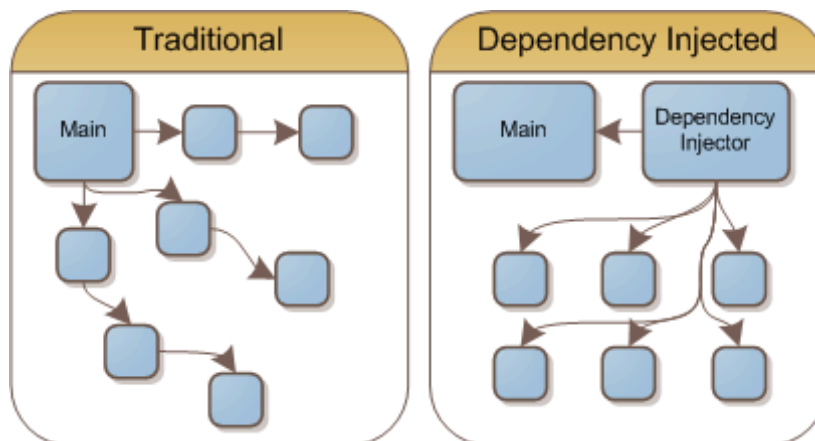 Traditional
Main
Dependency Injected
Main
Dependency
Injector